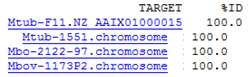 TARGET %ID
Mtub-F11.NZ AAIX01000015 100.0
Mtub-1551.chromosome 100.0
Mbo-2122-97.chromosome 100.0
Mbov-1173P2.chromosome 100.0